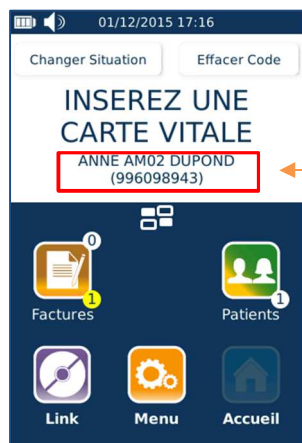 01/12/2015 17:16
Changer Situation
Effacer Code
INSEREZ UNE
CARTE VITALE
ANNE AM02 DUPOND
(996098943)
0
1
1
Factures
Patients
Link
Menu
Accueil